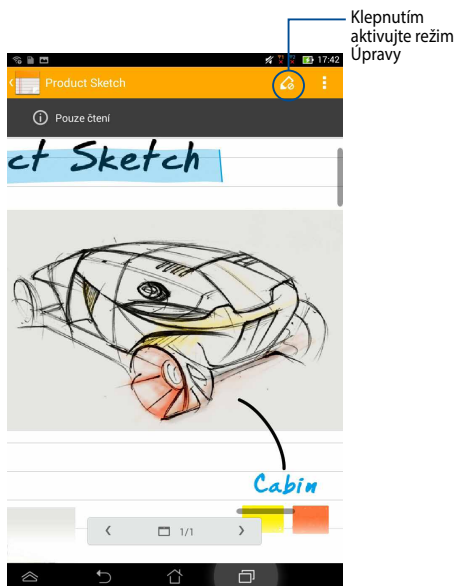 Klepnutím
aktivujte režim
Úpravy
17:42
Product Sketch
Pouze čtení
ct Sketch
Cabin
1/1